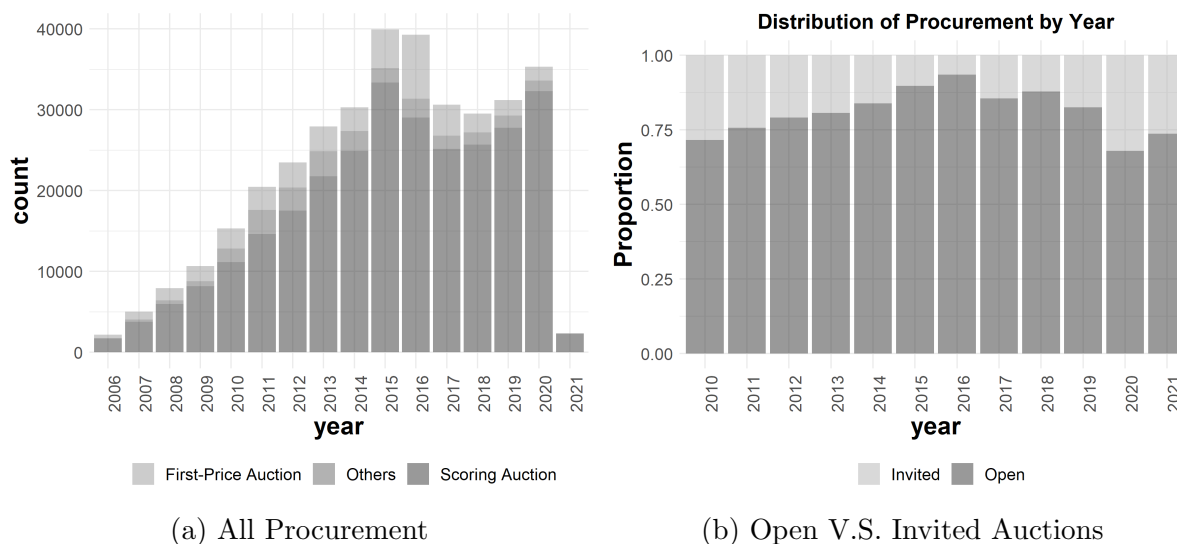 count
40000
30000
20000
10000
0
2006 2007 2008 2009 2010 2011 2012 2013 2014 2015 2016 2017 2018 2019 2020 2021
year
First-Price Auction Others Scoring Auction
(a) All Procurement
Distribution of Procurement by Year
Proportion
1.00
0.75
0.50
0.25
0.00
2010 2011 2012 2013 2014 2015 2016 2017 2018 2019 2020 2021
year
Invited Open
(b) Open V.S. Invited Auctions